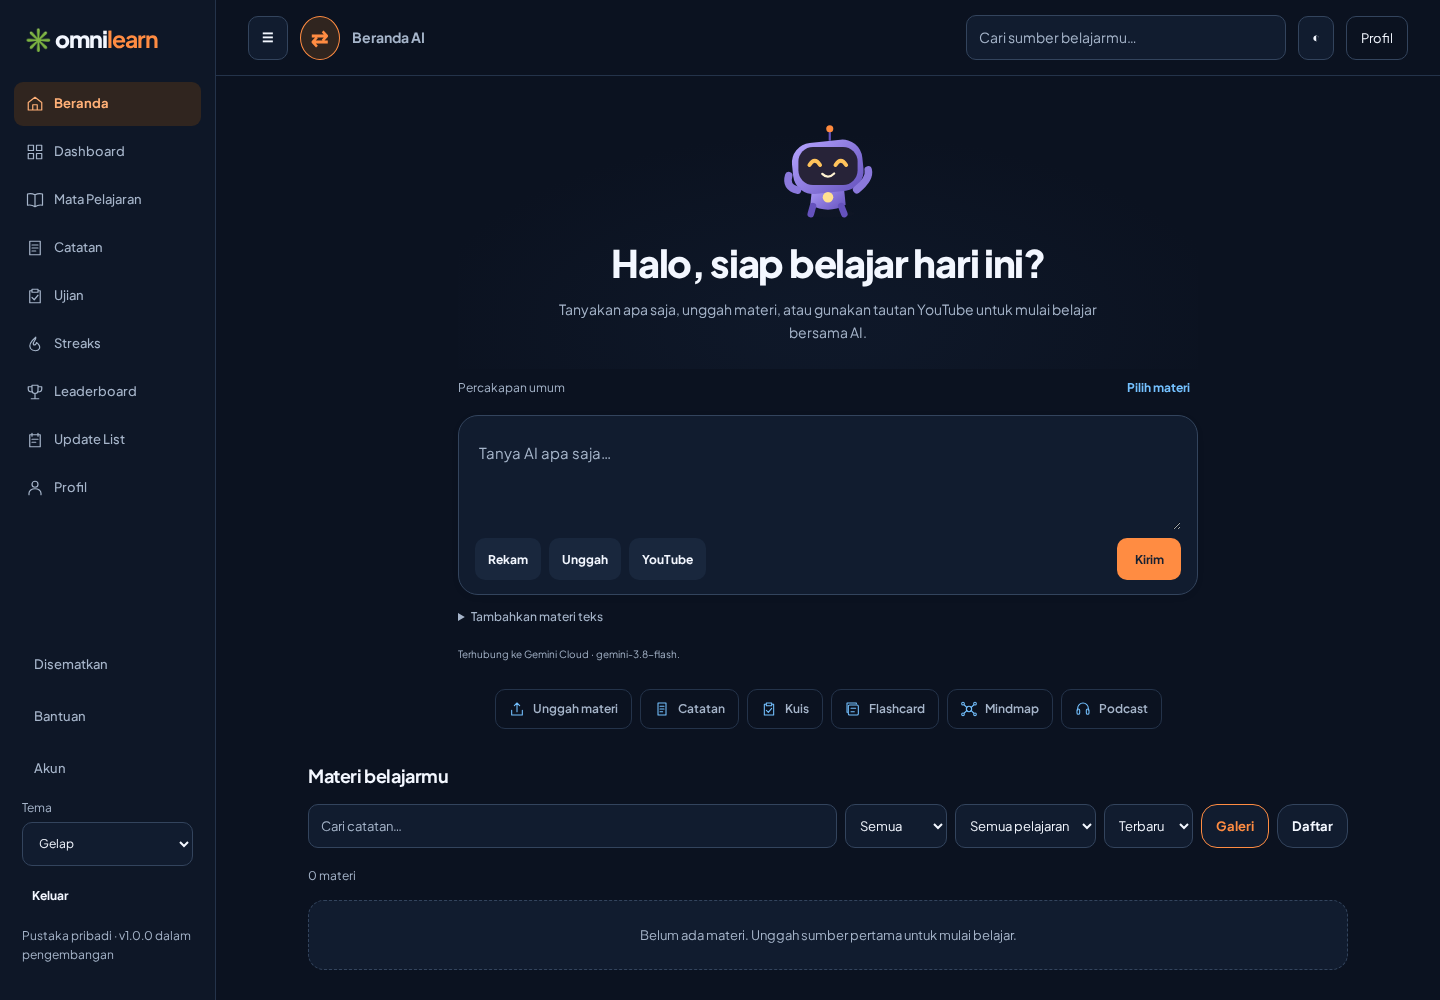 omnilearn
Beranda
Dashboard
Mata Pelajaran
Catatan
Ujian
Streaks
Leaderboard
Update List
Profil
Disematkan
Bantuan
Akun
Tema
Gelap
Keluar
Pustaka pribadi · v1.0.0 dalam
pengembangan
Beranda AI
Cari sumber belajarmu...
Profil
Halo, siap belajar hari ini?
Tanyakan apa saja, unggah materi, atau gunakan tautan YouTube untuk mulai belajar
bersama AI.
Percakapan umum
Pilih materi
Tanya AI apa saja...
Rekam
Unggah
YouTube
Kirim
Tambahkan materi teks
Terhubung ke Gemini Cloud · gemini-3.8-flash.
Unggah materi
Catatan
Kuis
Flashcard
Mindmap
Podcast
Materi belajarmu
Cari catatan...
Semua
Semua pelajaran
Terbaru
Galeri
Daftar
0 materi
Belum ada materi. Unggah sumber pertama untuk mulai belajar.